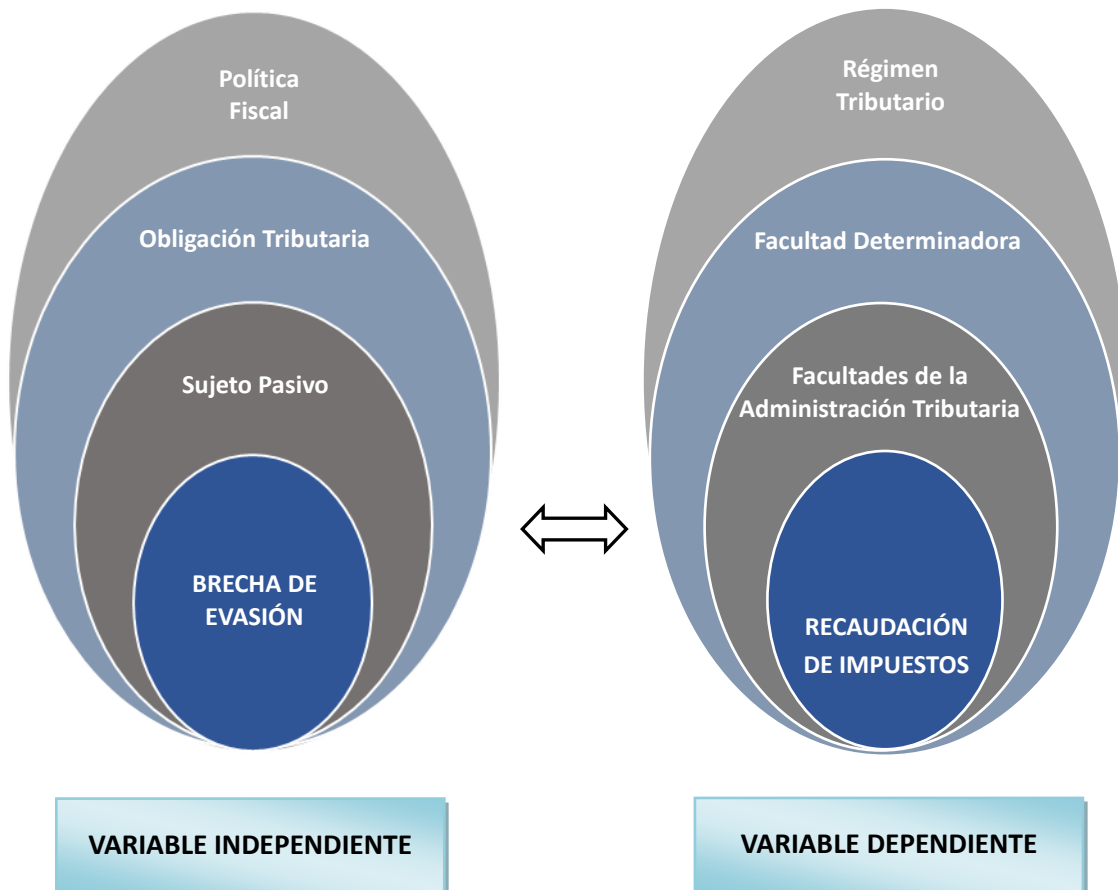 Política
Fiscal
Obligación Tributaria
Sujeto Pasivo
BRECHA DE
EVASIÓN
VARIABLE INDEPENDIENTE
Régimen
Tributario
Facultad Determinadora
Facultades de la
Administración Tributaria
RECAUDACIÓN
DE IMPUESTOS
VARIABLE DEPENDIENTE